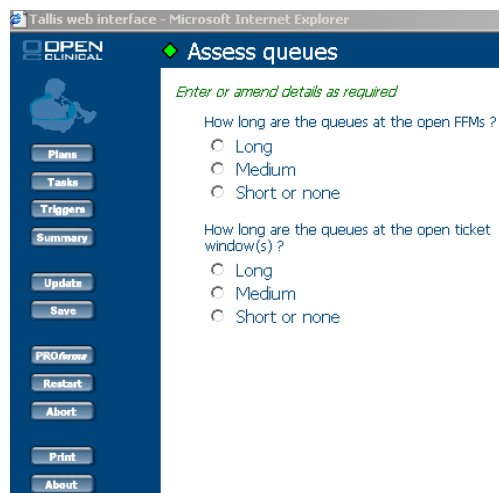 Tallis web interface - Microsoft Internet Explorer
OPEN
CLINICAL
Assess queues
Enter or amend details as required
How long are the queues at the open FFMs ?
Long
Medium
Short or none
How long are the queues at the open ticket
window(s) ?
Long
Medium
Short or none
Plans
Tasks
Triggers
Summary
Update
Save
PROforma
Restart
Abort
Print
About